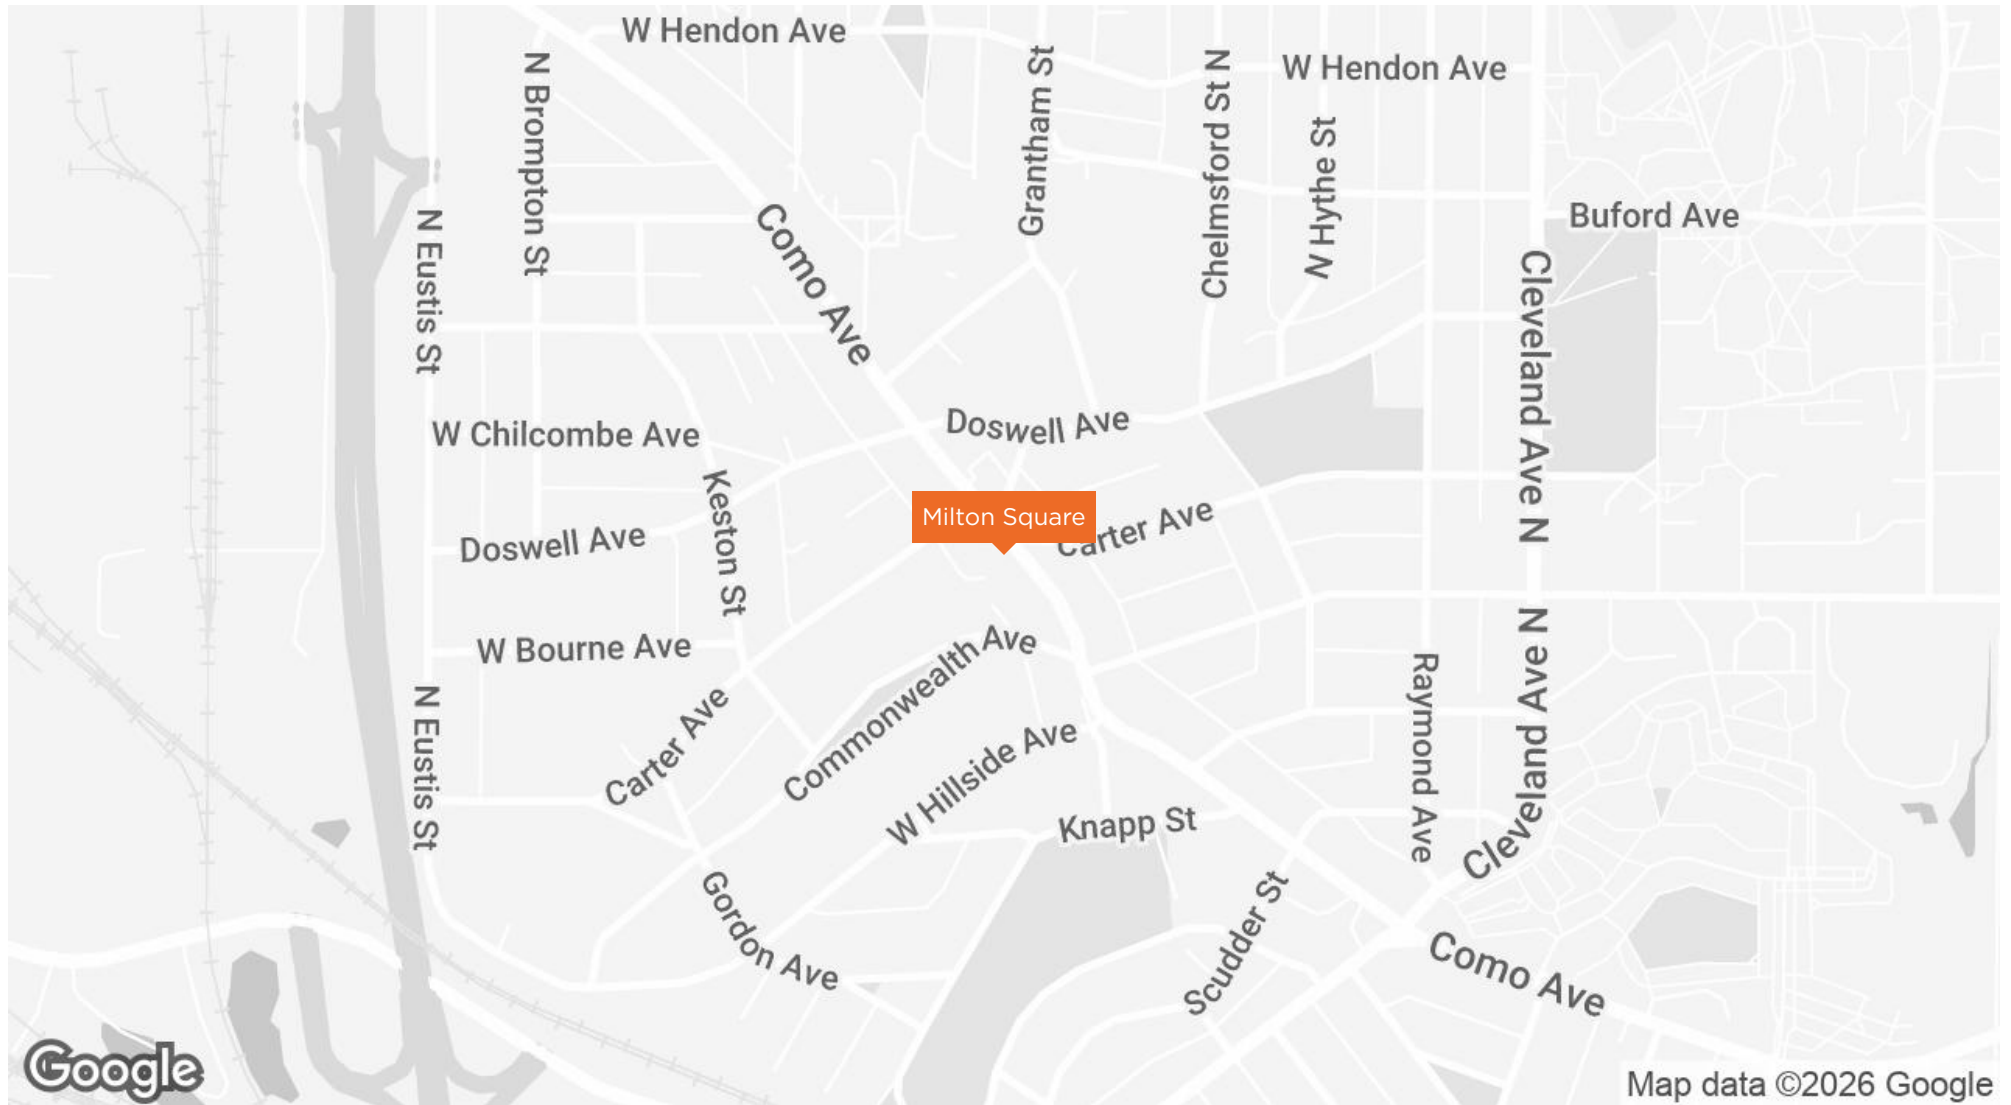 W Hendon Ave
W Hendon Ave
N Brompton St
Grantham St
Chelmsford St N
N Hythe St
Buford Ave
N Eustis St
Como Ave
Cleveland Ave N
W Chilcombe Ave
Doswell Ave
Keston St
Milton Square
Carter Ave
Doswell Ave
W Bourne Ave
Commonwealth Ave
Cleveland Ave N
Raymond Ave
N Eustis St
Carter Ave
W Hillside Ave
Knapp St
Gordon Ave
Scudder St
Como Ave
Google
Map data ©2026 Google